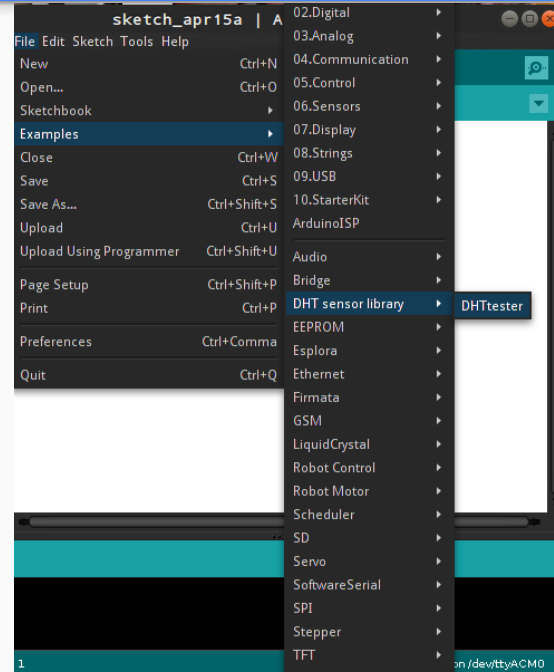 sketch_apr15a | A
File Edit Sketch Tools Help
New Ctrl+N
Open... Ctrl+O
Sketchbook
Examples
Close Ctrl+W
Save Ctrl+S
Save As... Ctrl+Shift+S
Upload Ctrl+U
Upload Using Programmer Ctrl+Shift+U
Page Setup Ctrl+Shift+P
Print Ctrl+P
Preferences Ctrl+Comma
Quit Ctrl+Q
02.Digital
03.Analog
04.Communication
05.Control
06.Sensors
07.Display
08.Strings
09.USB
10.StarterKit
ArduinoISP
Audio
Bridge
DHT sensor library
EEPROM
Esplora
Ethernet
Firmata
GSM
LiquidCrystal
Robot Control
Robot Motor
Scheduler
SD
Servo
SoftwareSerial
SPI
Stepper
TFT
DHTtester
1
on /dev/ttyACM0